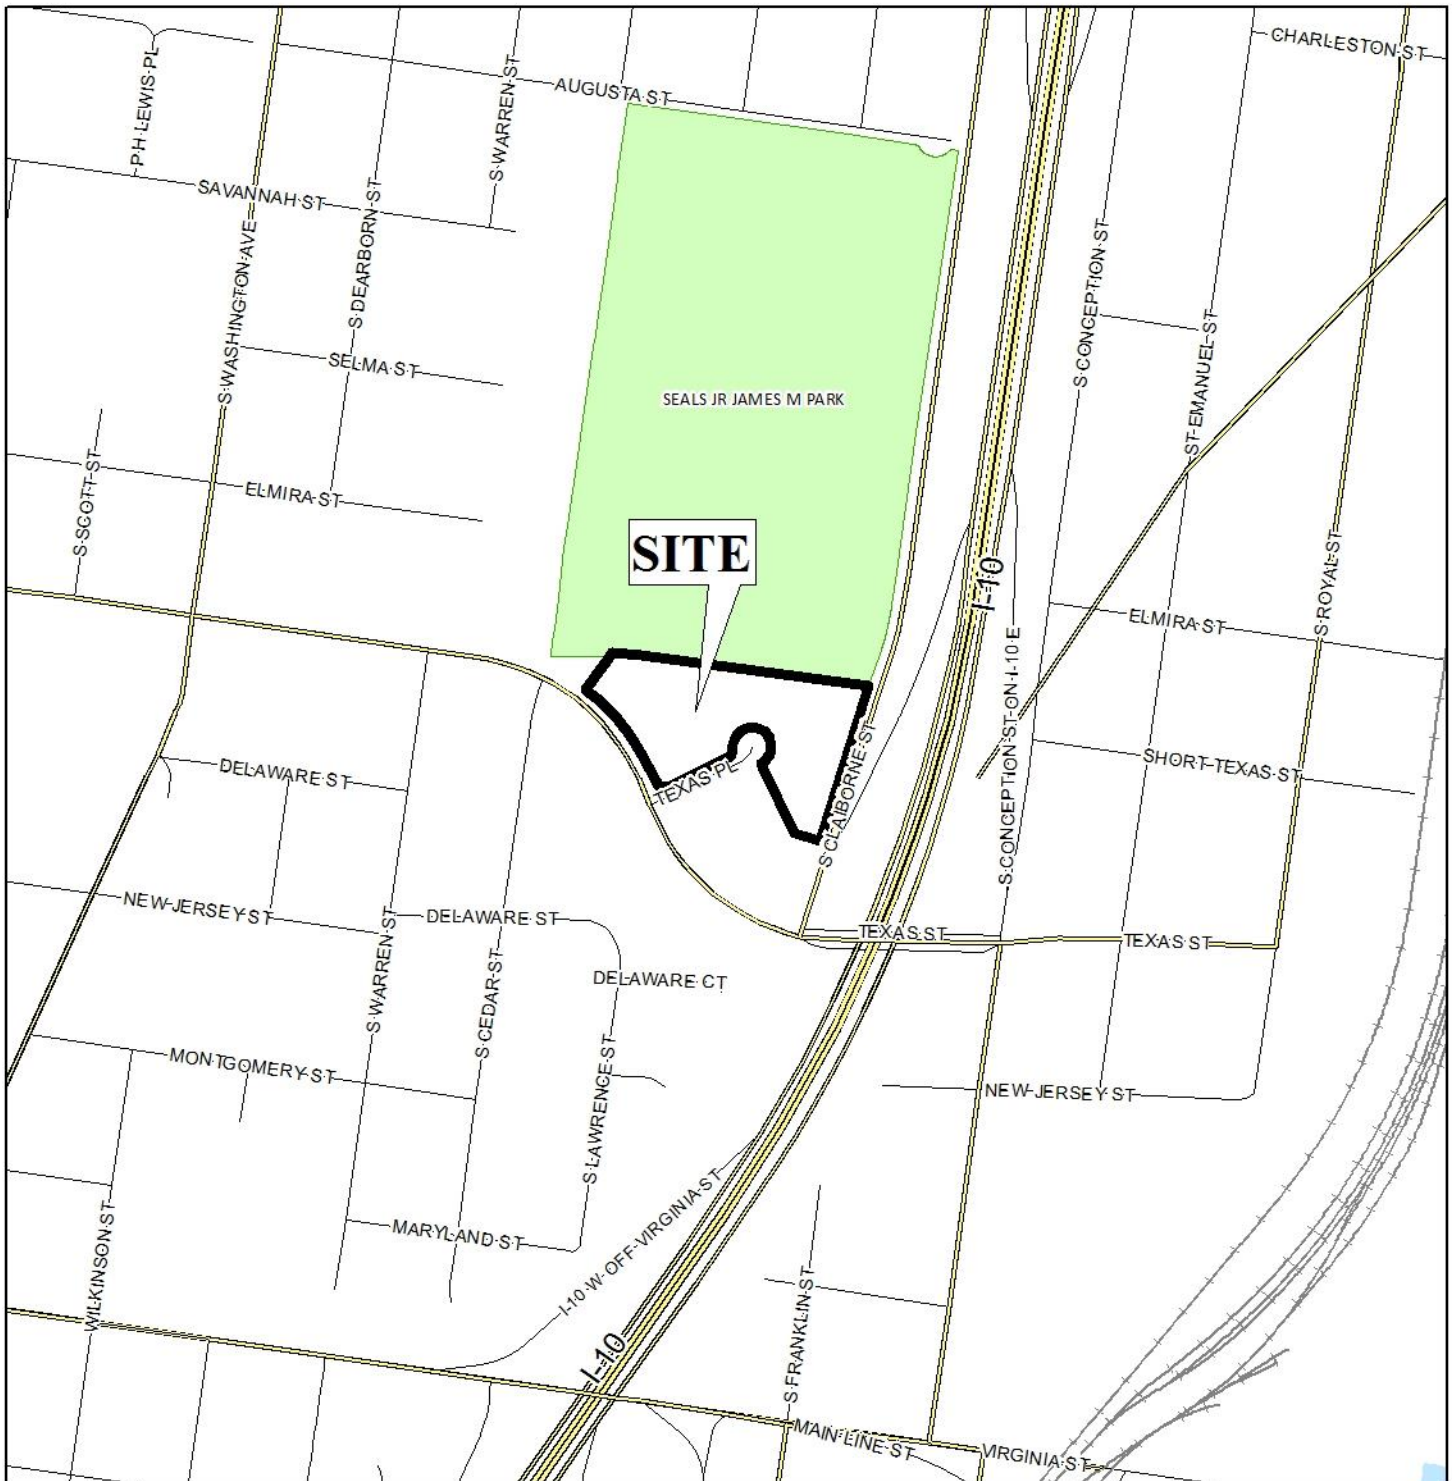 CHARLESTON ST
P H LEWIS PL
S WARREN ST
AUGUSTA ST
SAVANNAH ST
S DEARBORN ST
S WASHINGTON AVE
S CONCEPTION ST
ST EMANUEL ST
SELMA ST
SEALS JR JAMES M PARK
S SCOTT ST
ELMIRA ST
SITE
I-10
S ROYAL ST
ELMIRA ST
S CONCEPTION ST ON I-10 E
DELAWARE ST
TEXAS PL
S CLAIBORNE ST
SHORT TEXAS ST
NEW JERSEY ST
S WARREN ST
DELAWARE ST
TEXAS ST
TEXAS ST
S CEDAR ST
DELAWARE CT
MONTGOMERY ST
S LAWRENCE ST
NEW JERSEY ST
WILKINSON ST
MARYLAND ST
I-10 W OFF VIRGINIA ST
S FRANKLIN ST
I-10
MAIN LINE ST
VIRGINIA ST